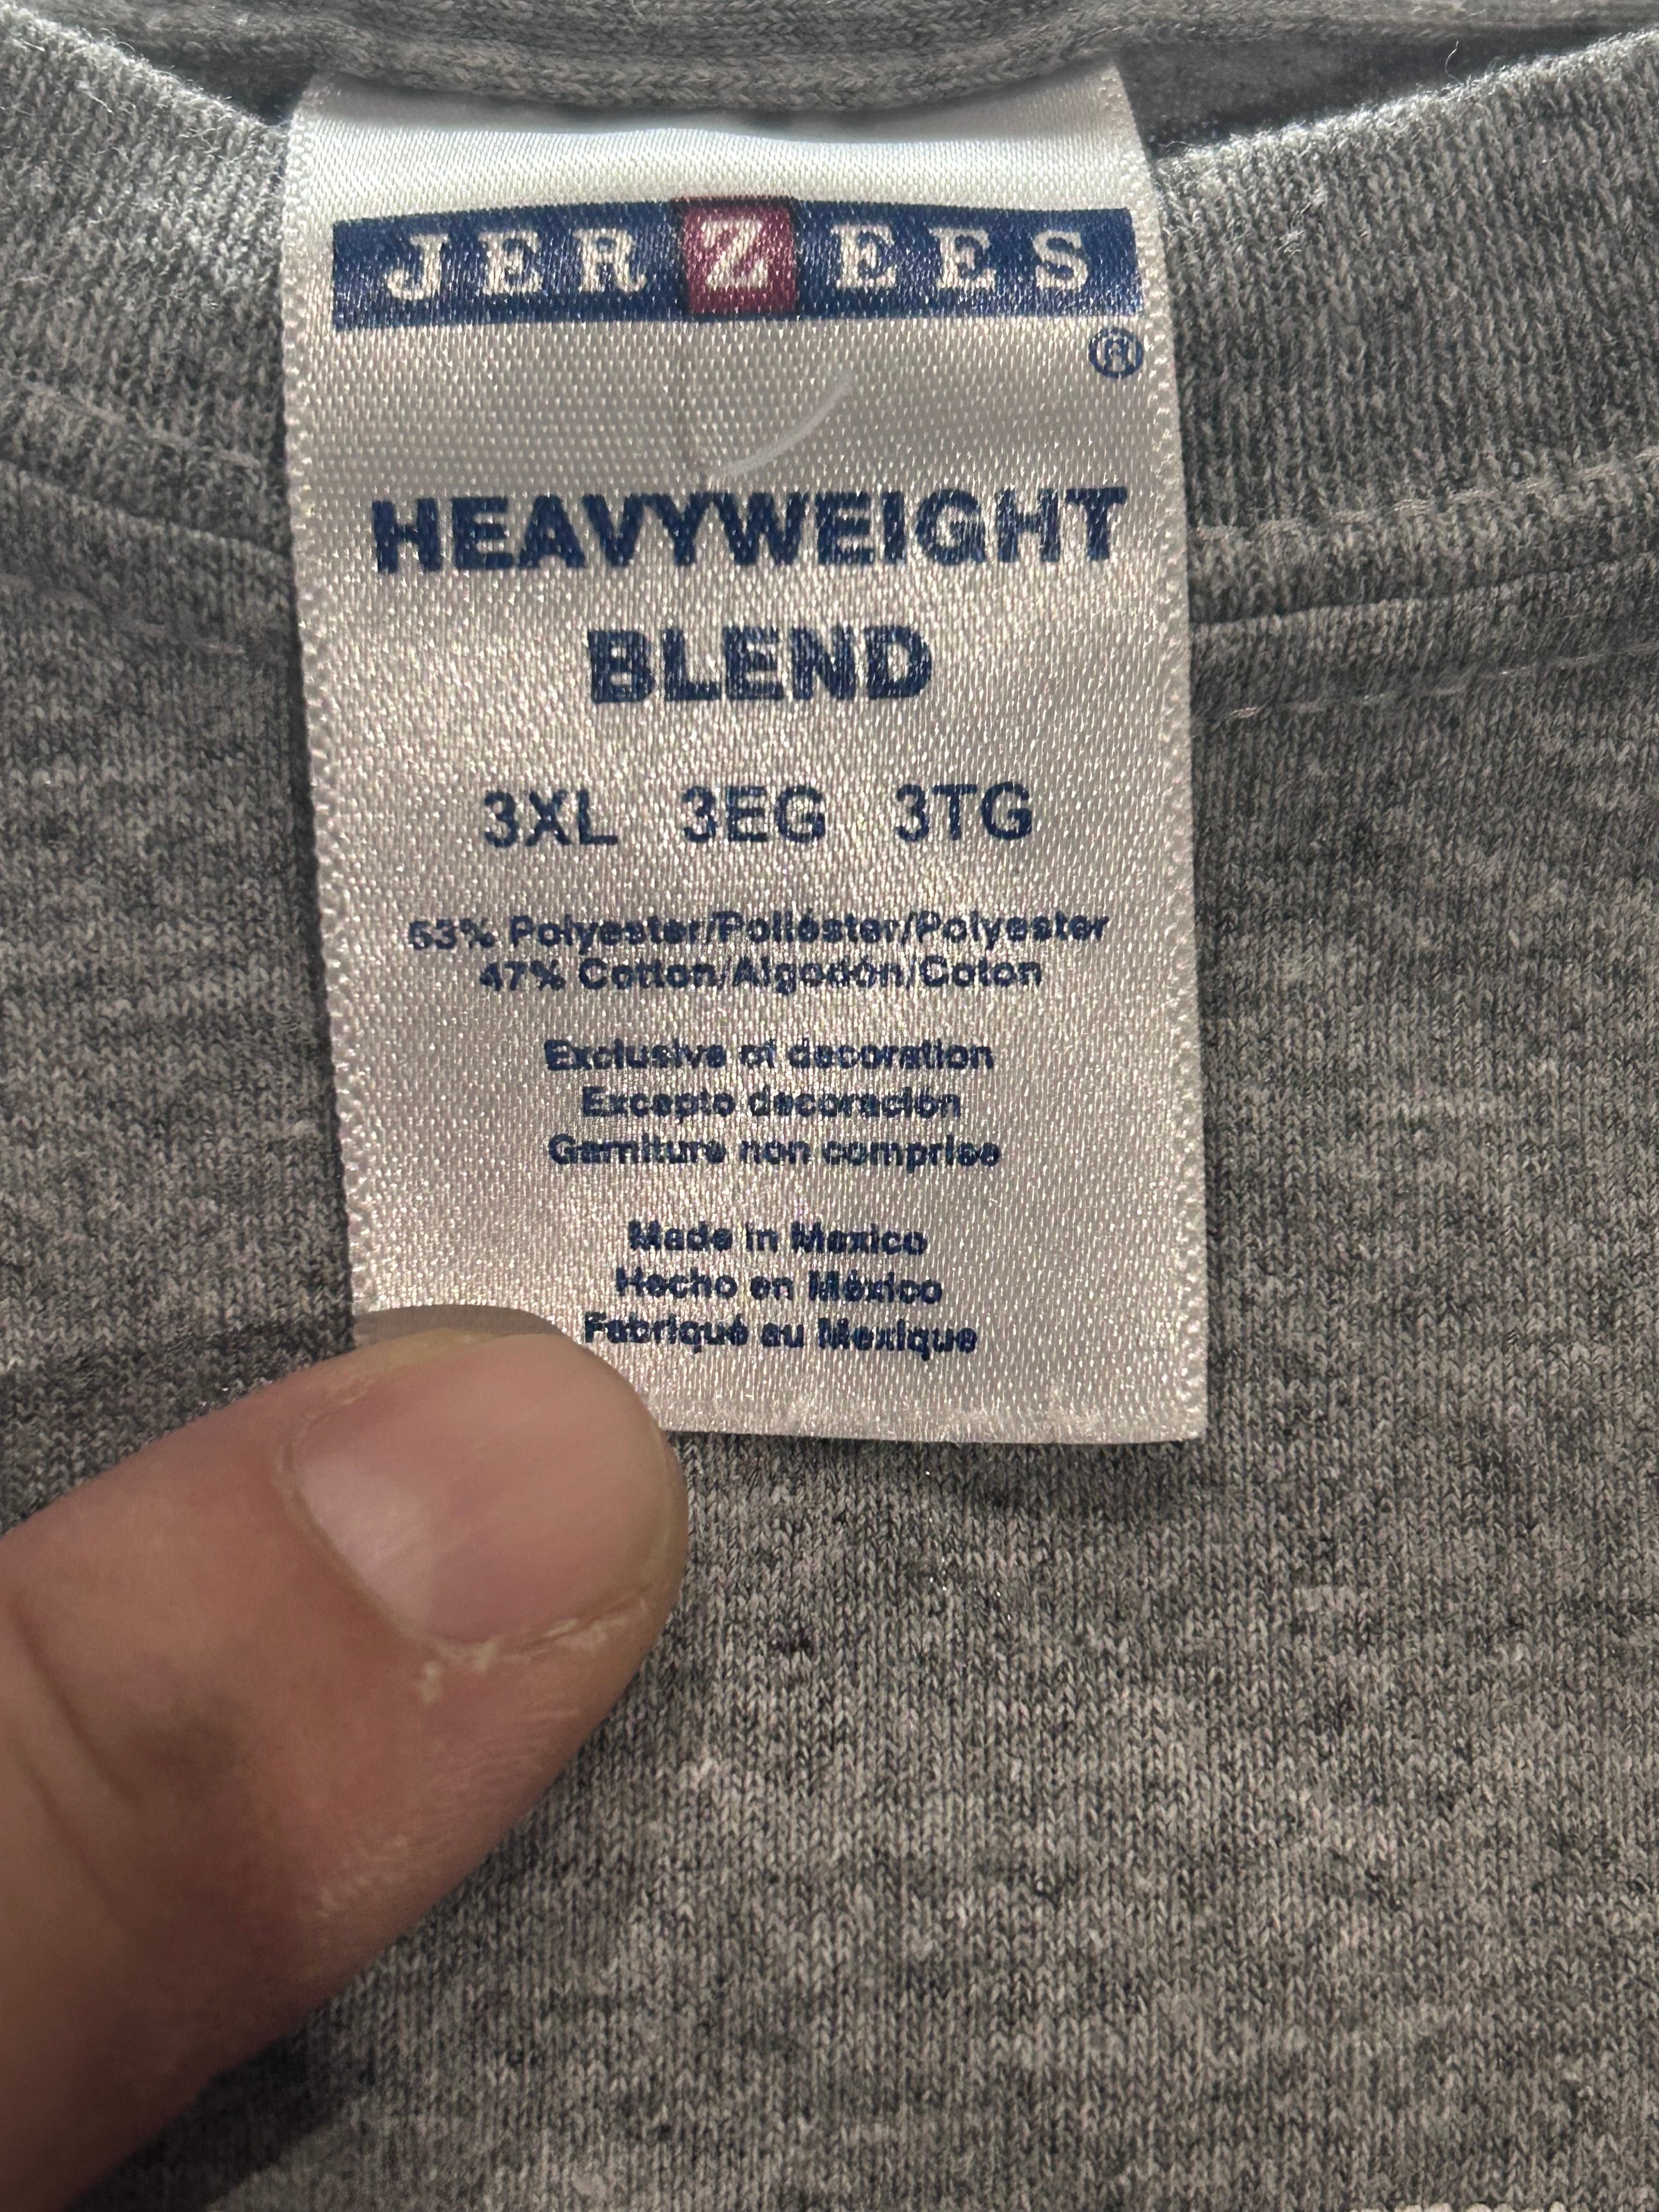 JERZEES
®
HEAVYWEIGHT
BLEND
3XL 3EG 3TG
53% Polyester/Poliéster/Polyester
47% Cotton/Algodón/Coton
Exclusive of decoration
Excepto decoración
Garniture non comprise
Made in Mexico
Hecho en México
Fabriqué au Mexique